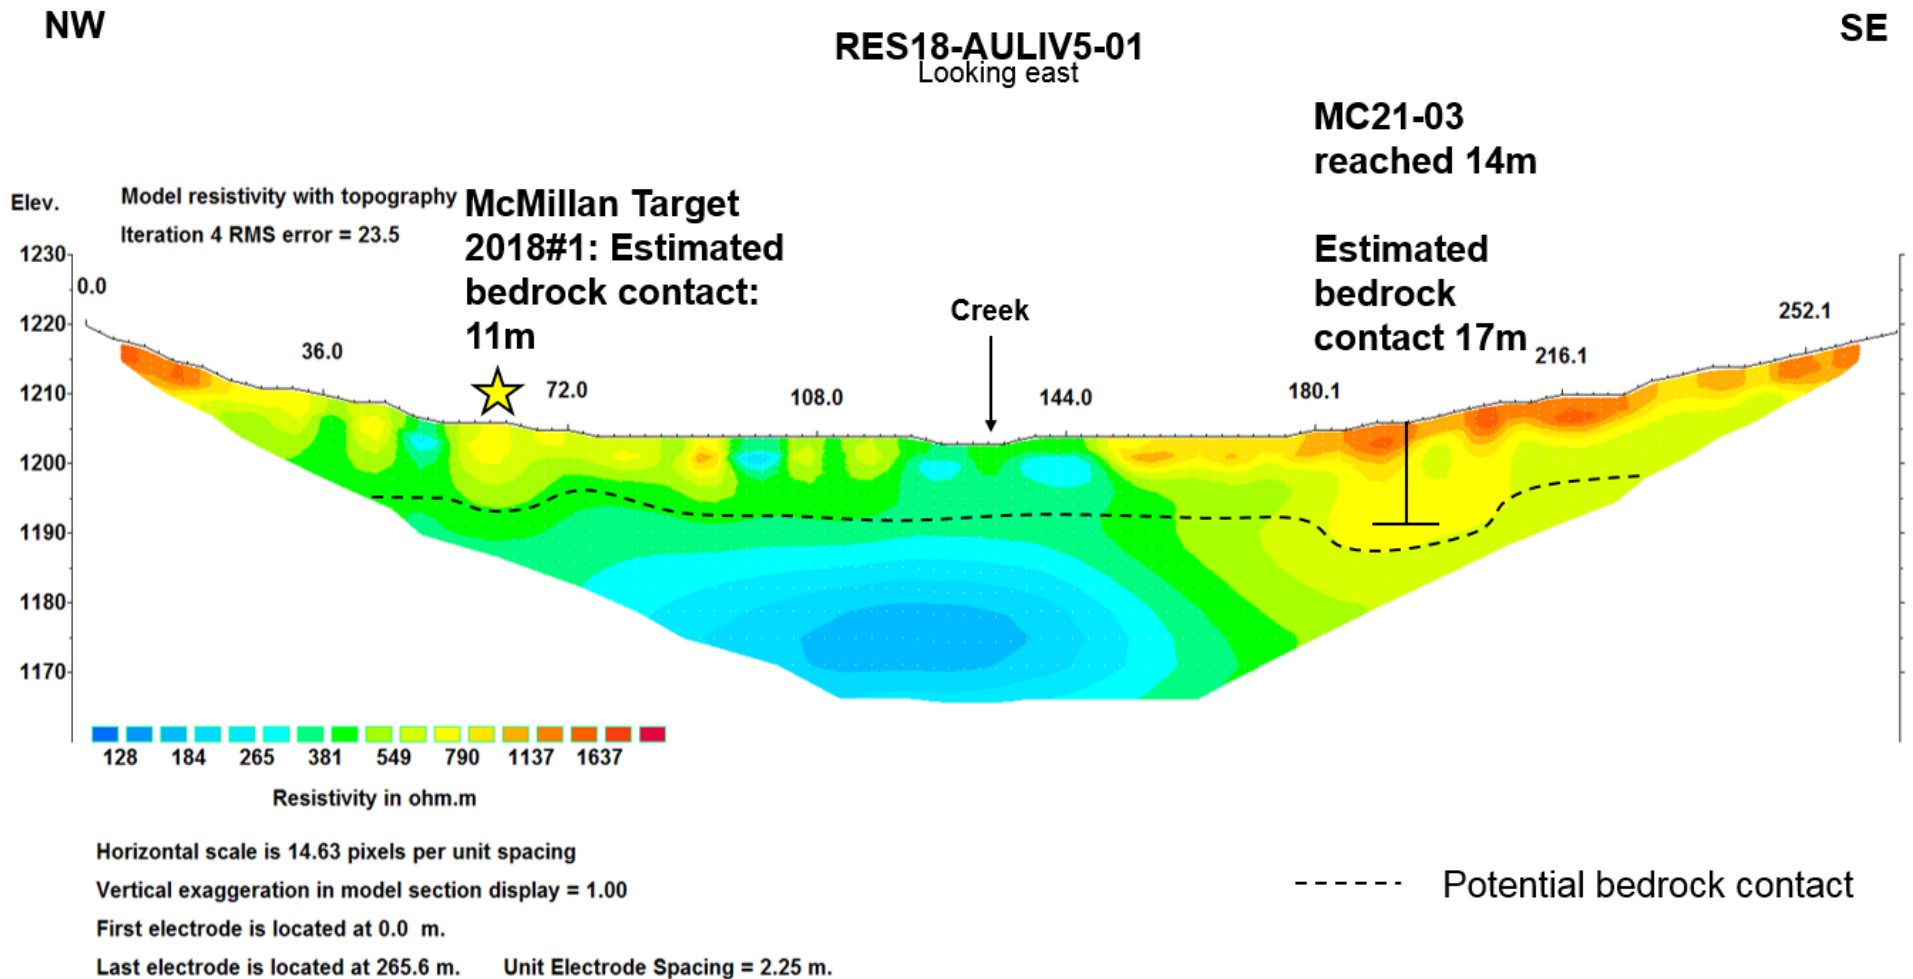 NW
SE
RES18-AULIV5-01
Looking east
MC21-03
reached 14m
Elev.
Model resistivity with topography
Iteration 4 RMS error = 23.5
McMillan Target
2018#1: Estimated
bedrock contact:
11m
Estimated
bedrock
contact 17m
Creek
1230
1220
1210
1200
1190
1180
1170
0.0
36.0
72.0
108.0
144.0
180.1
216.1
252.1
128 184 265 381 549 790 1137 1637
Resistivity in ohm.m
Horizontal scale is 14.63 pixels per unit spacing
Vertical exaggeration in model section display = 1.00
First electrode is located at 0.0 m.
Last electrode is located at 265.6 m. Unit Electrode Spacing = 2.25 m.
Potential bedrock contact